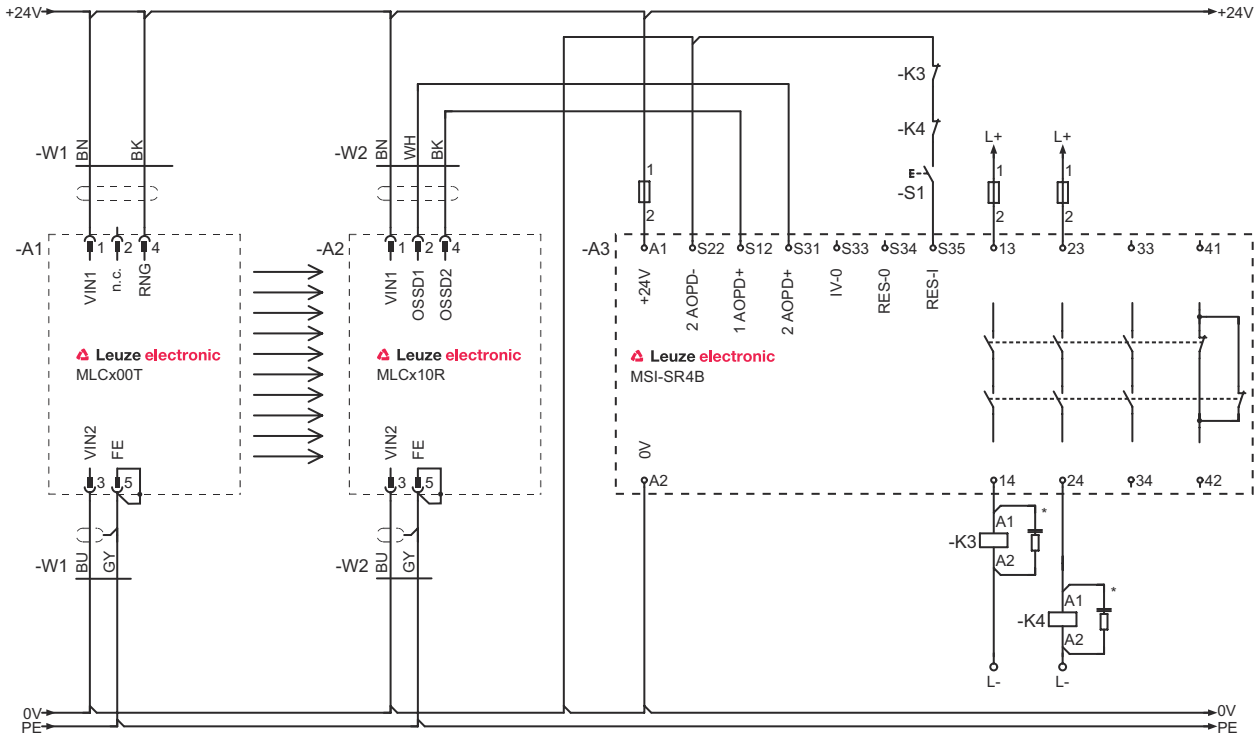 +24V +24V
-K3
-K4
L+ L+
-W1 BN BK
-W2 BN WH BK
E
-S1
1 2
1 2
1 2
-A1 1 2 4
-A2 1 2 4
-A3 A1 S22 S12 S31 S33 S34 S35 13 23 33 41
VIN1 n.c. RNG
VIN1 OSSD1 OSSD2
+24V 2 AOPD- 1 AOPD+ 2 AOPD+ IV-0 RES-0 RES-I
Leuze electronic
MLCx00T
Leuze electronic
MLCx10R
Leuze electronic
MSI-SR4B
VIN2 FE
VIN2 FE
0V
3 5
3 5
A2 14 24 34 42
-K3 A1 A2 *
-W1 BU GY
-W2 BU GY
-K4 A1 A2 *
L- L-
0V 0V
PE PE